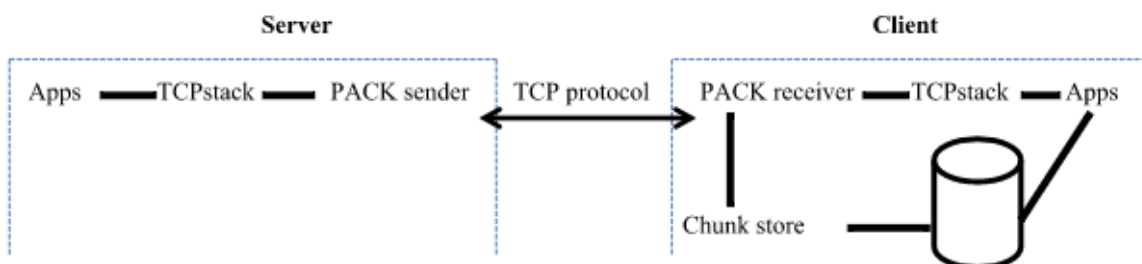 Server Client
Apps TCPstack PACK sender TCP protocol PACK receiver TCPstack Apps
Chunk store